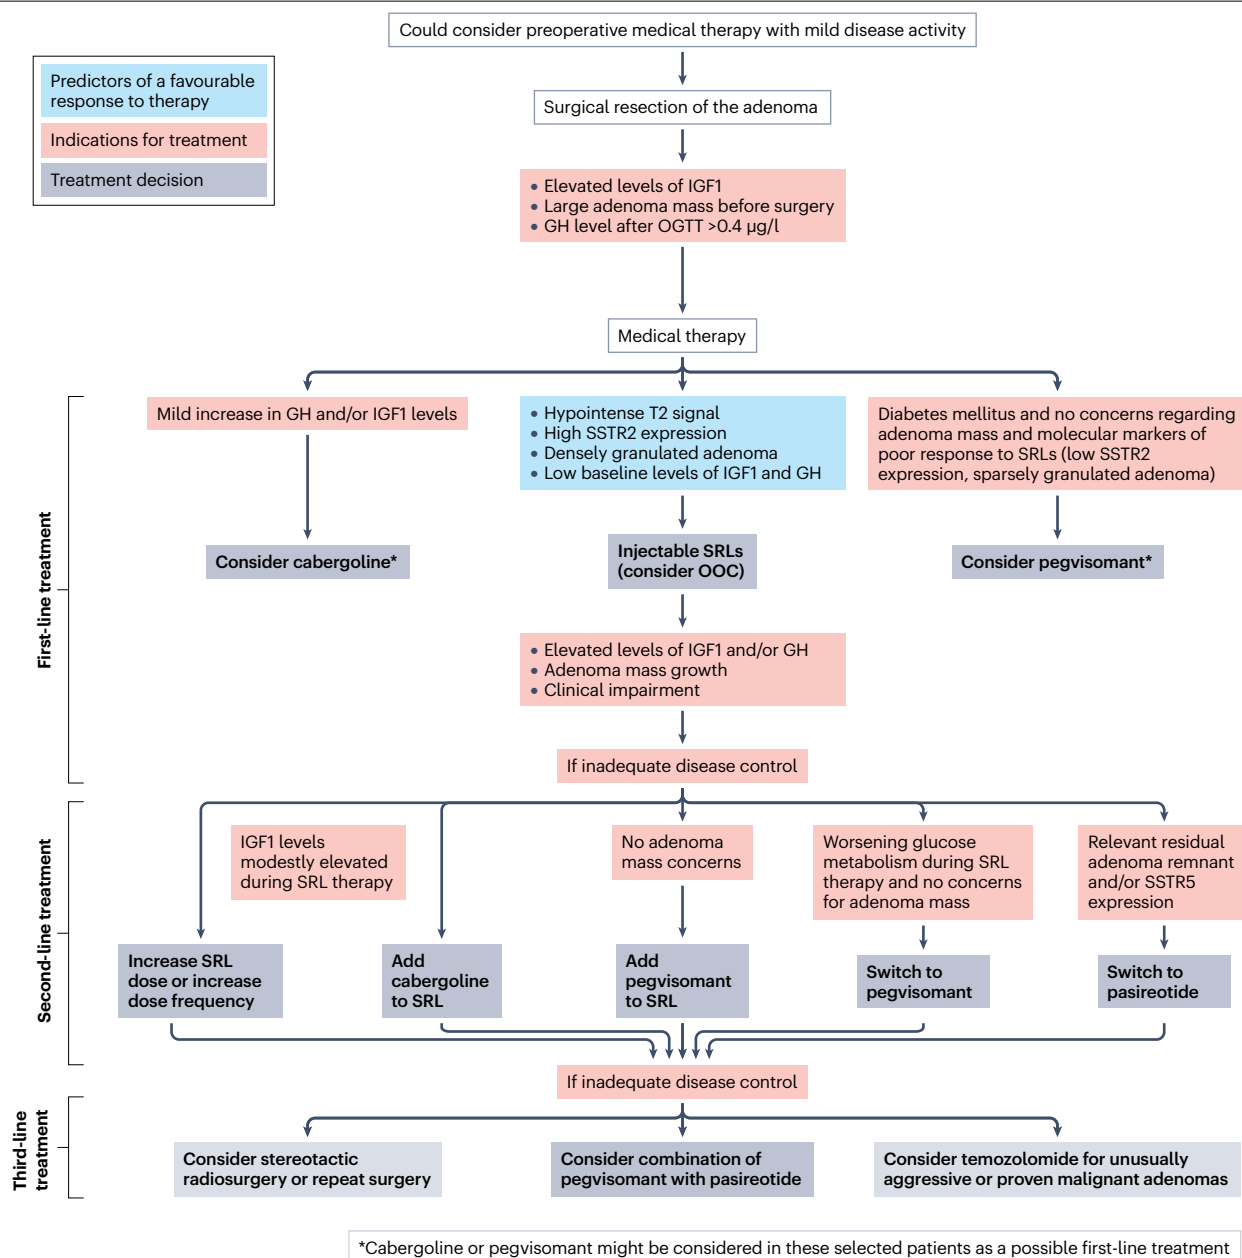 Could consider preoperative medical therapy with mild disease activity
Predictors of a favourable
response to therapy
Indications for treatment
Treatment decision
Surgical resection of the adenoma
• Elevated levels of IGF1
• Large adenoma mass before surgery
• GH level after OGTT >0.4 µg/l
Medical therapy
First-line treatment
Mild increase in GH and/or IGF1 levels
• Hypointense T2 signal
• High SSTR2 expression
• Densely granulated adenoma
• Low baseline levels of IGF1 and GH
Diabetes mellitus and no concerns regarding
adenoma mass and molecular markers of
poor response to SRLs (low SSTR2
expression, sparsely granulated adenoma)
Consider cabergoline*
Injectable SRLs
(consider OOC)
Consider pegvisomant*
• Elevated levels of IGF1 and/or GH
• Adenoma mass growth
• Clinical impairment
If inadequate disease control
Second-line treatment
IGF1 levels
modestly elevated
during SRL therapy
No adenoma
mass concerns
Worsening glucose
metabolism during SRL
therapy and no concerns
for adenoma mass
Relevant residual
adenoma remnant
and/or SSTR5
expression
Increase SRL
dose or increase
dose frequency
Add
cabergoline
to SRL
Add
pegvisomant
to SRL
Switch to
pegvisomant
Switch to
pasireotide
If inadequate disease control
Third-line
treatment
Consider stereotactic
radiosurgery or repeat surgery
Consider combination of
pegvisomant with pasireotide
Consider temozolomide for unusually
aggressive or proven malignant adenomas
*Cabergoline or pegvisomant might be considered in these selected patients as a possible first-line treatment